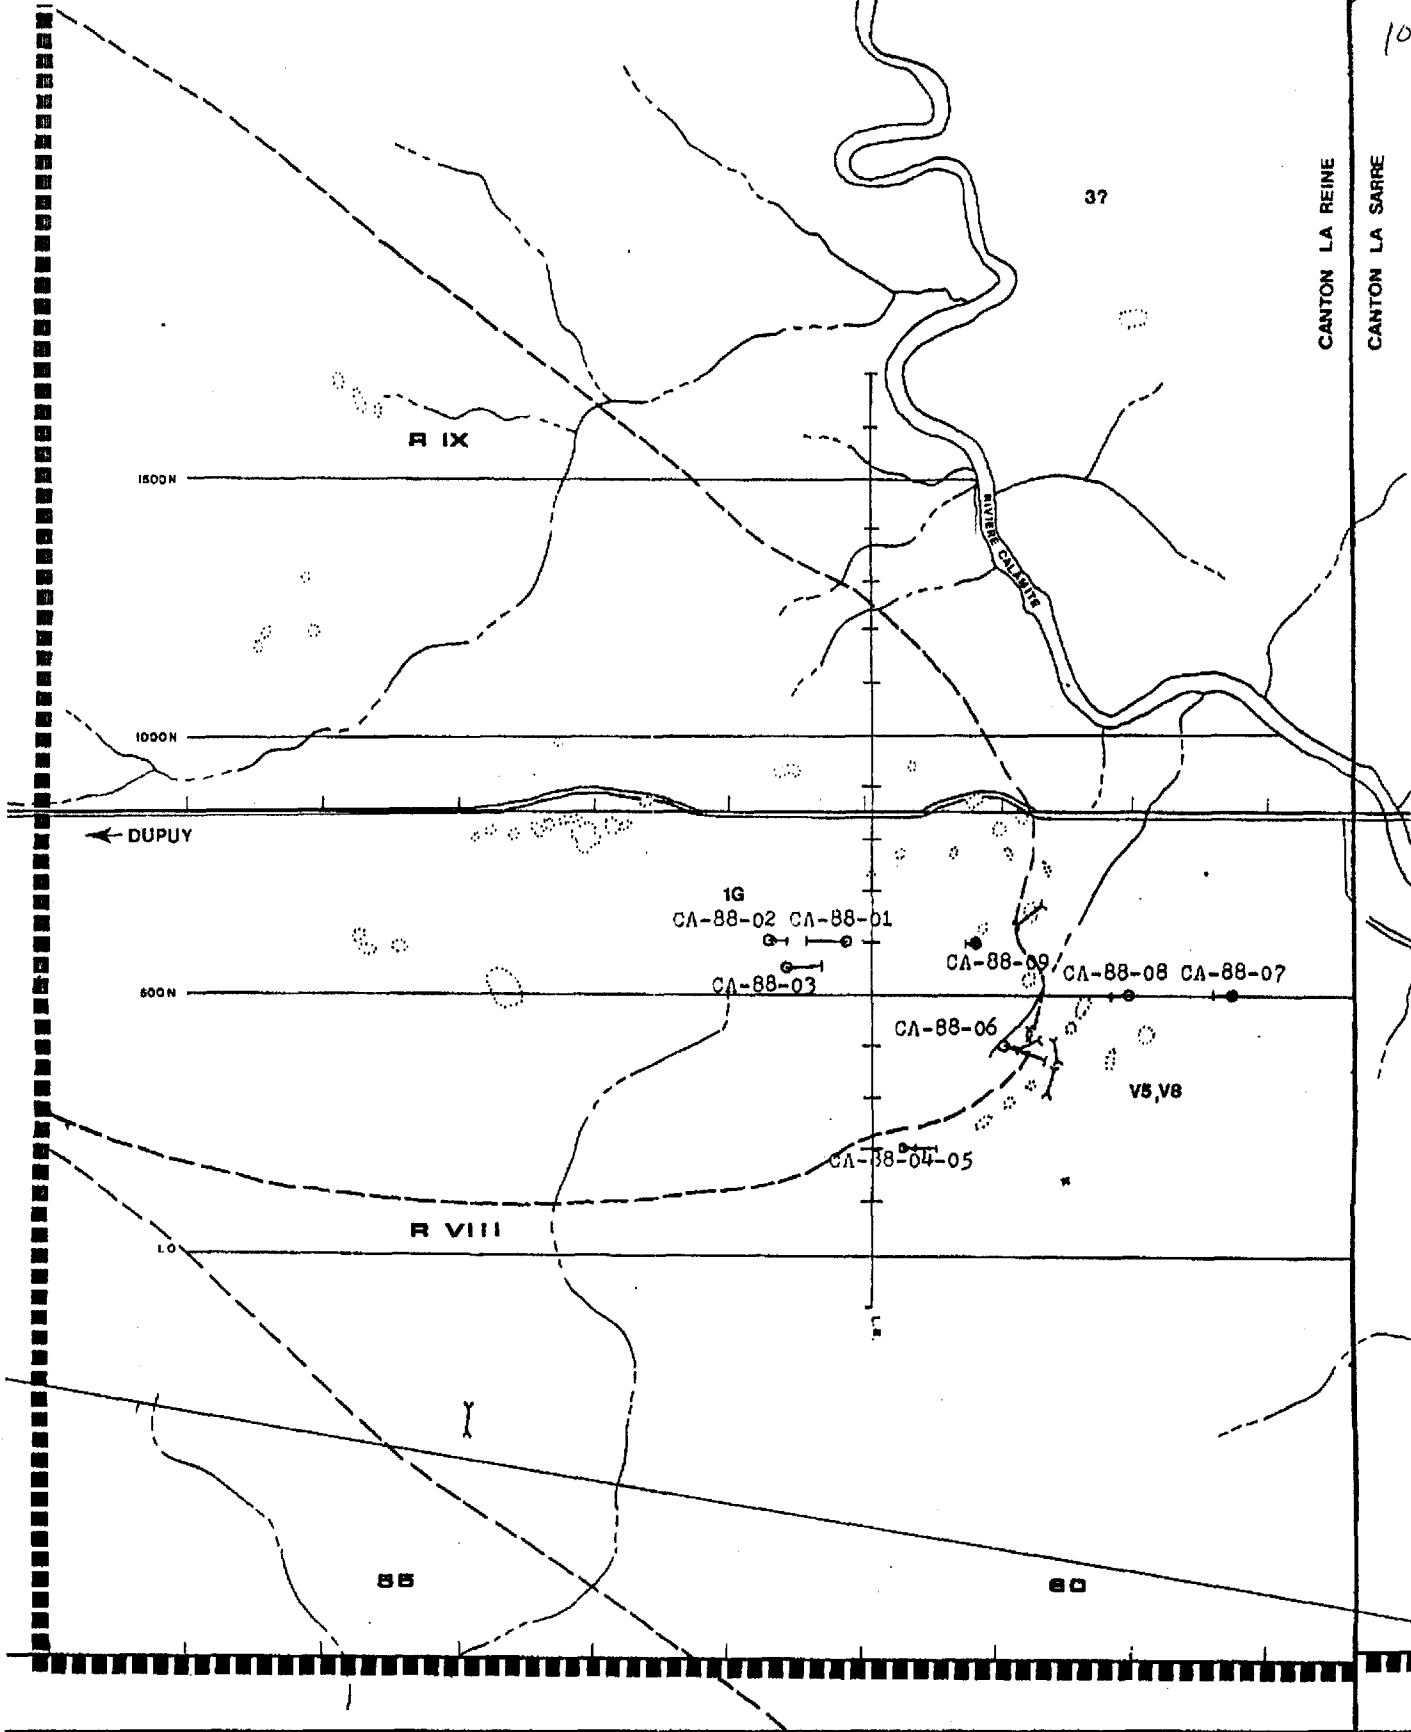 10
CANTON LA REINE
CANTON LA SARRE
3?
R IX
1500N
RIVIERE CALAMITE
1000N
← DUPUY
1G
CA-88-02 CA-88-01
CA-88-09
CA-88-08 CA-88-07
CA-88-03
500N
CA-88-06
V5,V8
CA-88-04-05
R VIII
L0
60